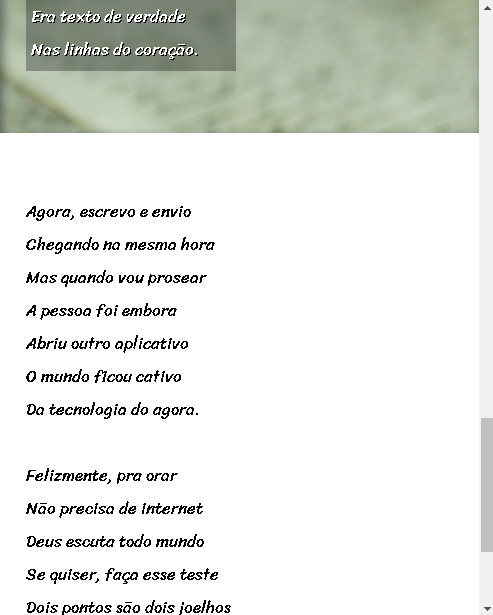 Era texto de verdade
Nas linhas do coração.
Agora, escrevo e envio
Chegando na mesma hora
Mas quando vou prosear
A pessoa foi embora
Abriu outro aplicativo
O mundo ficou cativo
Da tecnologia do agora.
Felizmente, pra orar
Não precisa de internet
Deus escuta todo mundo
Se quiser, faça esse teste
Dois pontos são dois joelhos